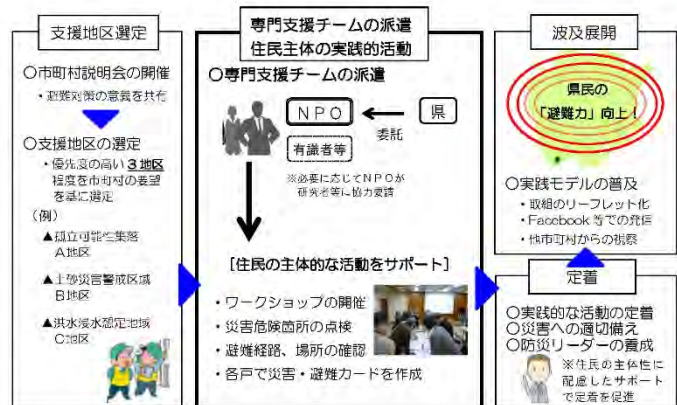 支援地区選定
○市町村説明会の開催
・避難対策の意義を共有
○支援地区の選定
・優先度の高い3地区
程度を市町村の要望
を基に選定
（例）
▲孤立可能性集落
A地区
▲土砂災害警戒区域
B地区
▲洪水浸水想定地域
C地区
専門支援チームの派遣
住民主体の実践的活動
○専門支援チームの派遣
NPO
県
委託
有識者等
※必要に応じてNPOが
研究者等に協力要請
[住民の主体的な活動をサポート]
・ワークショップの開催
・災害危険箇所の点検
・避難経路、場所の確認
・各戸で災害・避難カードを作成
波及展開
県民の
「避難力」向上！
○実践モデルの普及
・取組のリーフレット化
・Facebook等での発信
・他市町村からの視察
定着
○実践的な活動の定着
○災害への適切備え
○防災リーダーの養成
※住民の主体性に
配慮したサポート
で定着を促進